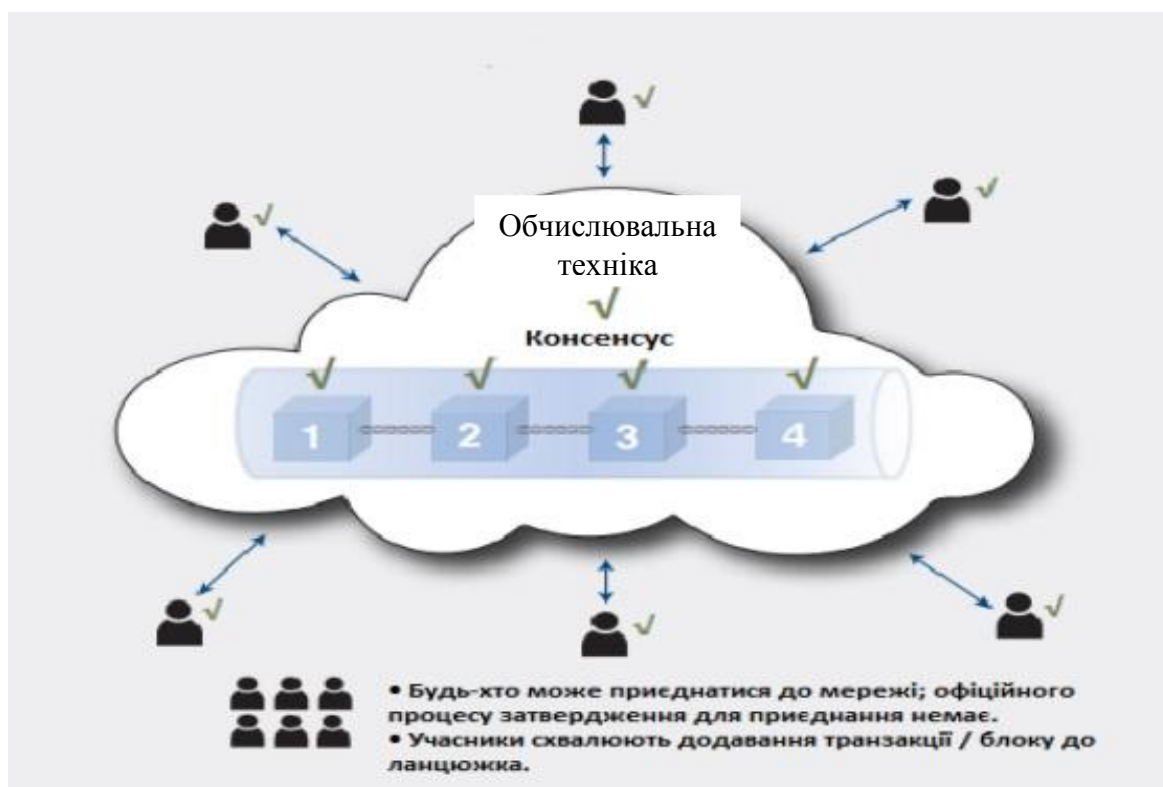 Обчислювальна
техніка
√
Консенсус
√ √ √ √
1 2 3 4
• Будь-хто може приєднатися до мережі; офіційного
процесу затвердження для приєднання немає.
• Учасники схвалюють додавання транзакції / блоку до
ланцюжка.